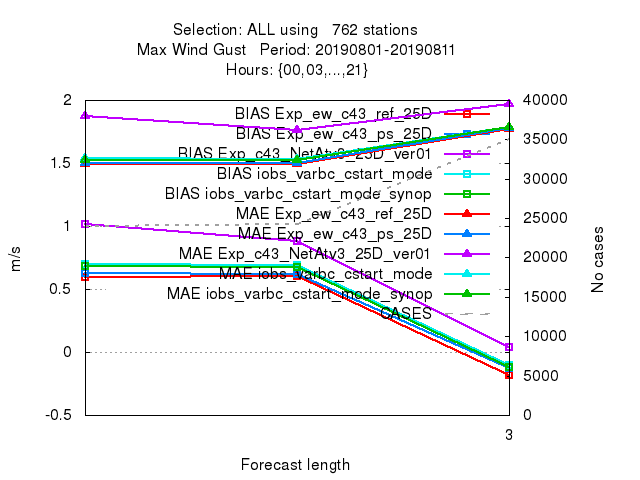 Selection: ALL using   762 stations
Max Wind Gust   Period: 20190801-20190811
Hours: {00,03,...,21}
2
1.5
1
0.5
0
-0.5
m/s
BIAS Exp_ew_c43_ref_25D
BIAS Exp_ew_c43_ps_25D
BIAS Exp_c43_NetAtv3_25D_ver01
BIAS iobs_varbc_cstart_mode
BIAS iobs_varbc_cstart_mode_synop
MAE Exp_ew_c43_ref_25D
MAE Exp_ew_c43_ps_25D
MAE Exp_c43_NetAtv3_25D_ver01
MAE iobs_varbc_cstart_mode
MAE iobs_varbc_cstart_mode_synop
CASES
40000
35000
30000
25000
20000
15000
10000
5000
0
No cases
3
Forecast length